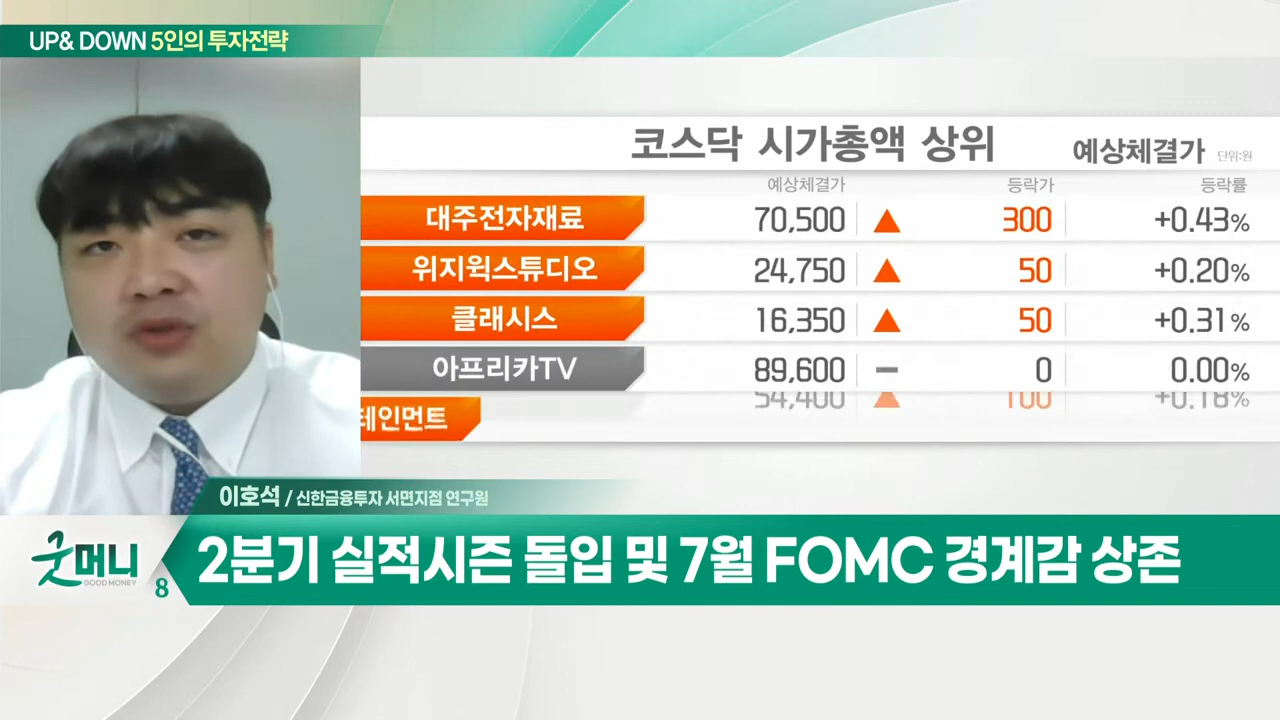 UP& DOWN 5인의 투자전략
코스닥 시가총액 상위 예상체결가 단위:원
예상체결가 등락가 등락률
대주전자재료 70,500 ▲ 300 +0.43%
위지윅스튜디오 24,750 ▲ 50 +0.20%
클래시스 16,350 ▲ 50 +0.31%
아프리카TV 89,600 - 0 0.00%
테인먼트 54,400 ▲ 100 +0.18%
이호석 / 신한금융투자 서면지점 연구원
굿머니
GOOD MONEY
8
2분기 실적시즌 돌입 및 7월 FOMC 경계감 상존